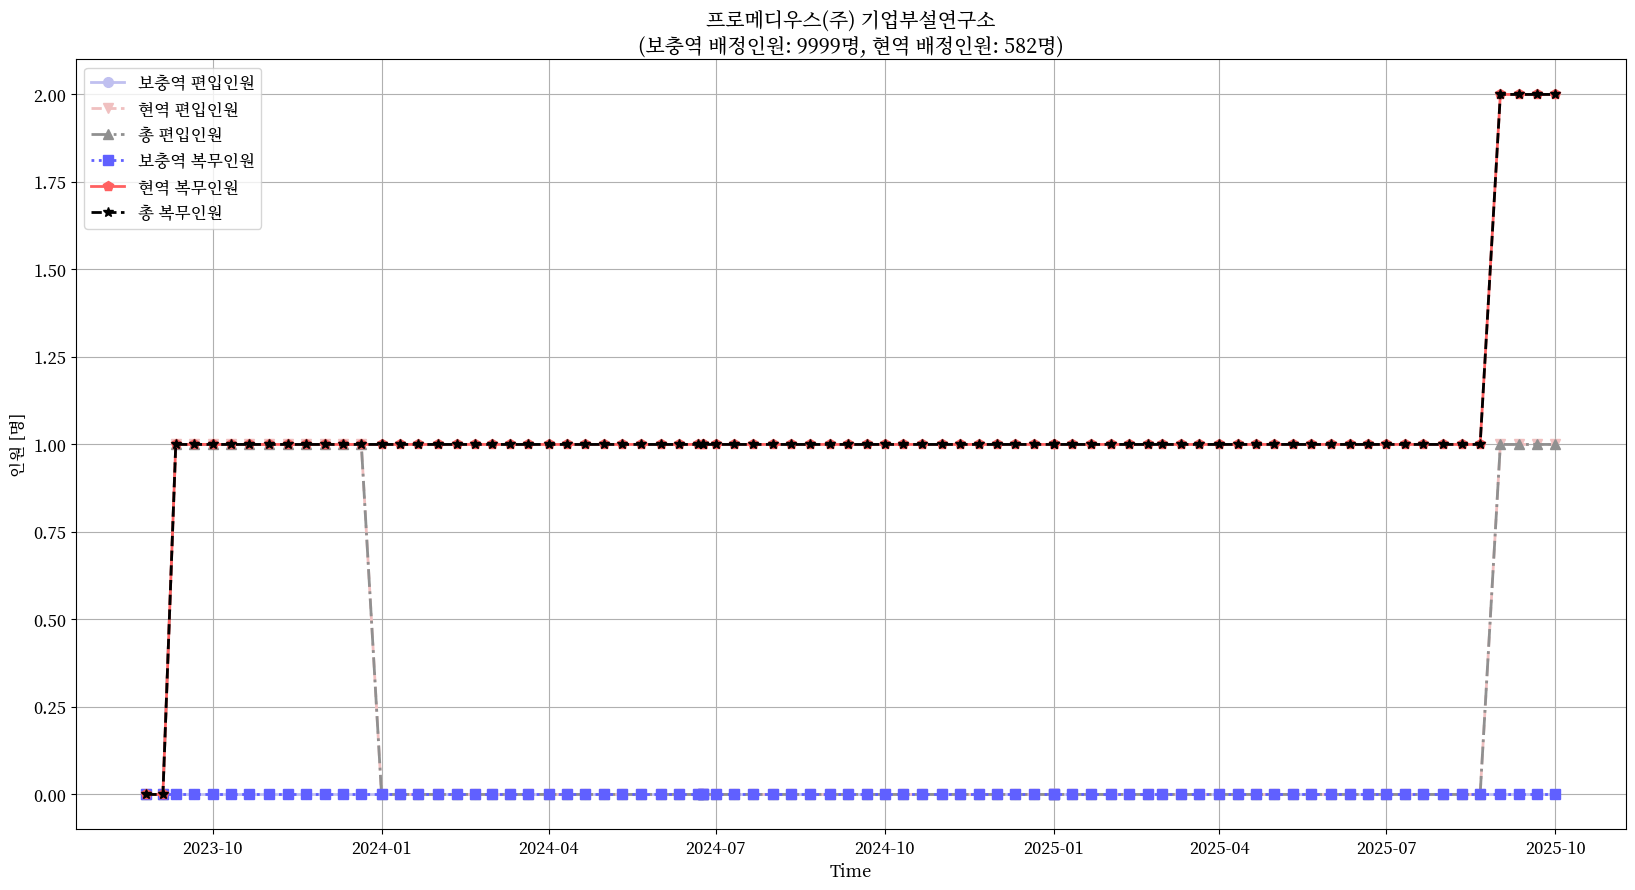 프로메디우스(주) 기업부설연구소
(보충역 배정인원: 9999명, 현역 배정인원: 582명)
보충역 편입인원
현역 편입인원
총 편입인원
보충역 복무인원
현역 복무인원
총 복무인원
2.00
1.75
1.50
1.25
1.00
0.75
0.50
0.25
0.00
인원 [명]
2023-10
2024-01
2024-04
2024-07
2024-10
2025-01
2025-04
2025-07
2025-10
Time